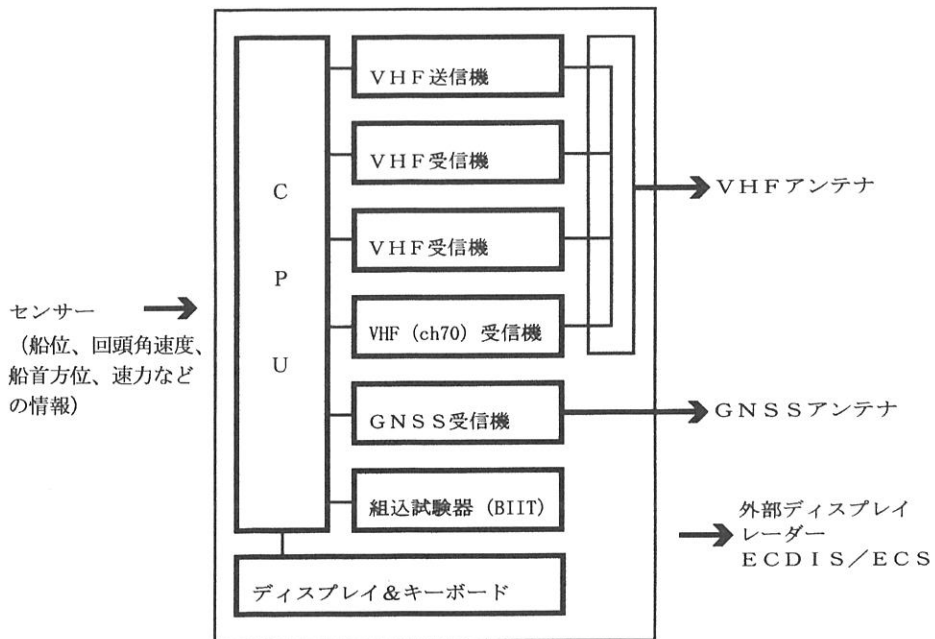 VHF送信機
VHF受信機
C
P
U
VHFアンテナ
VHF受信機
センサー
(船位、回頭角速度、
船首方位、速力など
の情報)
VHF(ch70)受信機
GNSS受信機
GNSSアンテナ
組込試験器(BIIT)
外部ディスプレイ
レーダー
ECDIS/ECS
ディスプレイ&キーボード